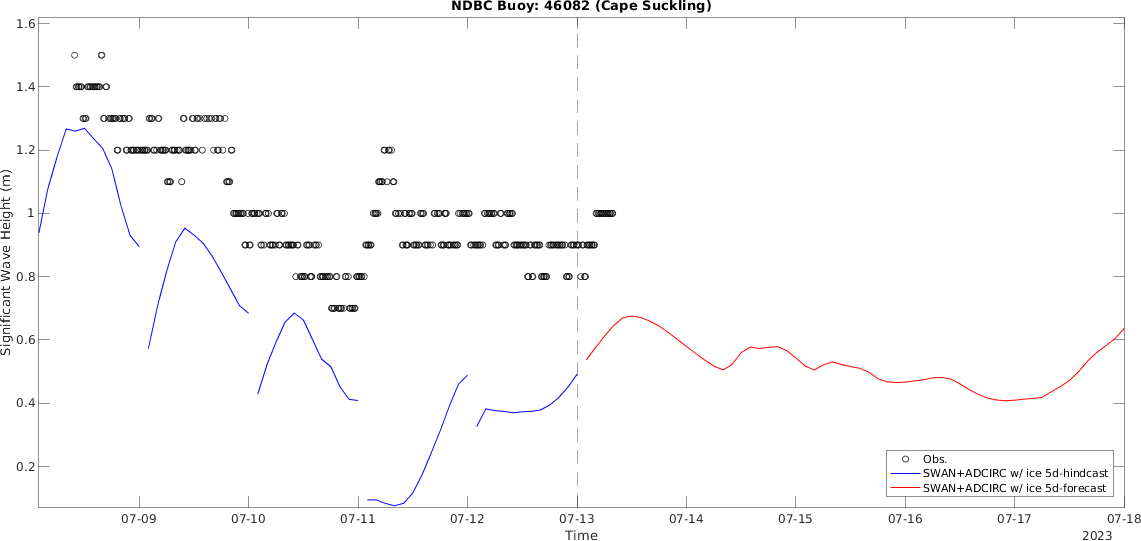 NDBC Buoy: 46082 (Cape Suckling)
1.6
1.4
1.2
1
0.8
0.6
0.4
0.2
Significant Wave Height (m)
Obs.
SWAN+ADCIRC w/ ice 5d-hindcast
SWAN+ADCIRC w/ ice 5d-forecast
07-09 07-10 07-11 07-12 07-13 07-14 07-15 07-16 07-17 07-18
Time
2023